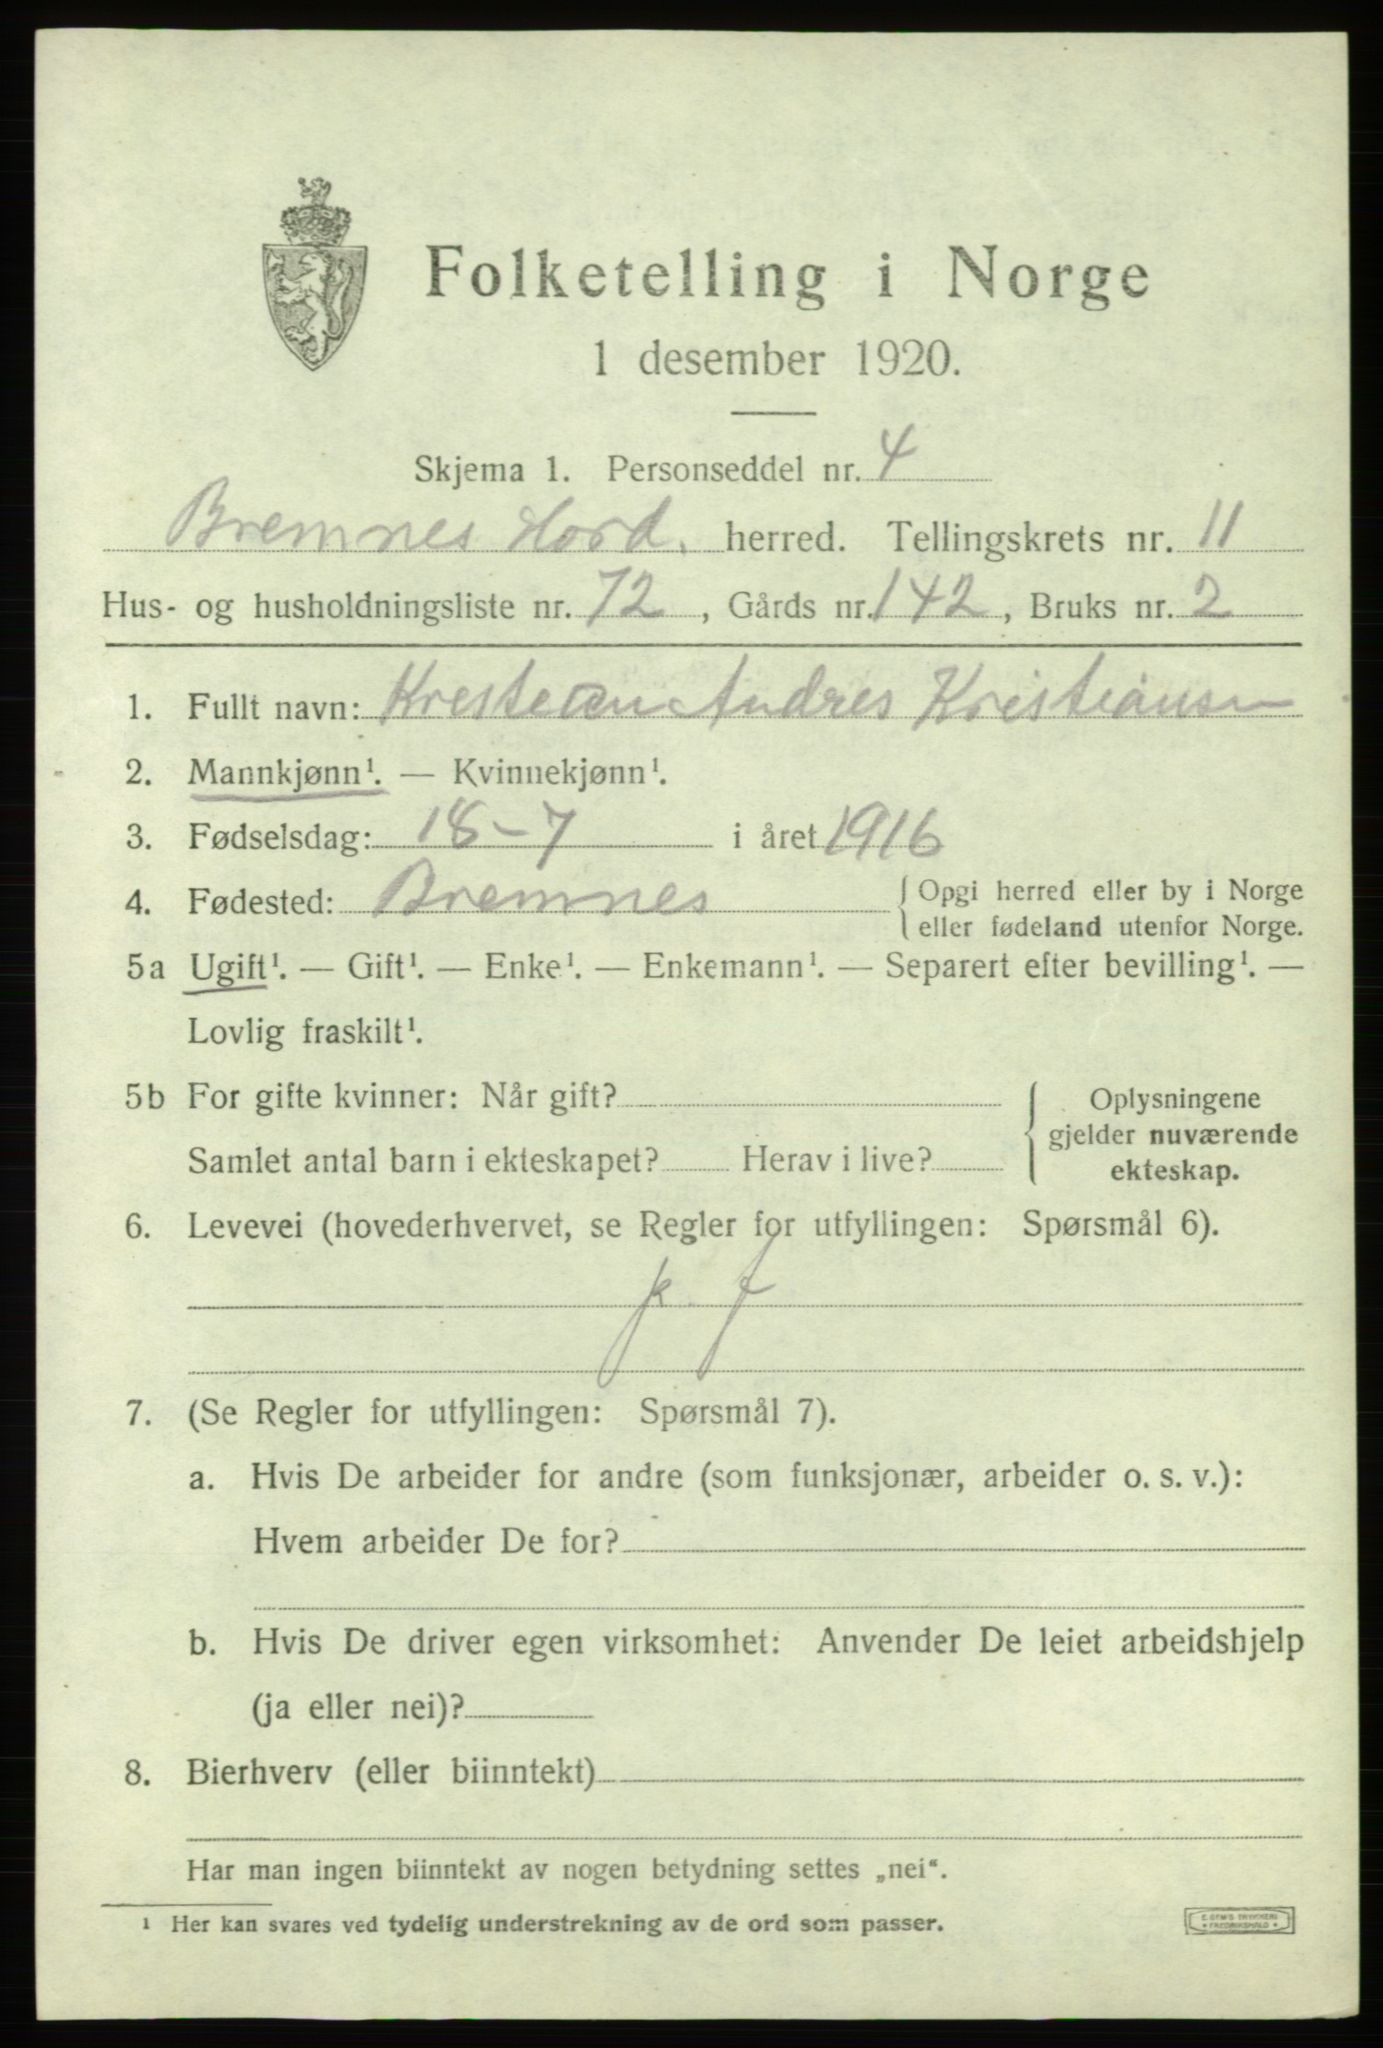 Folketelling i Norge
1 desember 1920.
Skjema 1. Personseddel nr. 4
Bremnes Hord. herred. Tellingskrets nr. 11
Hus- og husholdningsliste nr. 72, Gårds nr. 142, Bruks nr. 2
1. Fullt navn: Kristian Andres Kristiansen
2. Mannkjønn¹. — Kvinnekjønn¹.
3. Fødselsdag: 18-7 i året 1916
4. Fødested: Bremnes { Opgi herred eller by i Norge
eller fødeland utenfor Norge.
5a Ugift¹. — Gift¹. — Enke¹. — Enkemann¹. — Separert efter bevilling¹. —
Lovlig fraskilt¹.
5b For gifte kvinner: Når gift?
Samlet antal barn i ekteskapet? Herav i live?
{ Oplysningene
gjelder nuværende
ekteskap.
6. Levevei (hovederhvervet, se Regler for utfyllingen: Spørsmål 6).
7. (Se Regler for utfyllingen: Spørsmål 7).
a. Hvis De arbeider for andre (som funksjonær, arbeider o. s. v.):
Hvem arbeider De for?
b. Hvis De driver egen virksomhet: Anvender De leiet arbeidshjelp
(ja eller nei)?
8. Bierhverv (eller biinntekt)
Har man ingen biinntekt av nogen betydning settes „nei“.
¹ Her kan svares ved tydelig understrekning av de ord som passer.